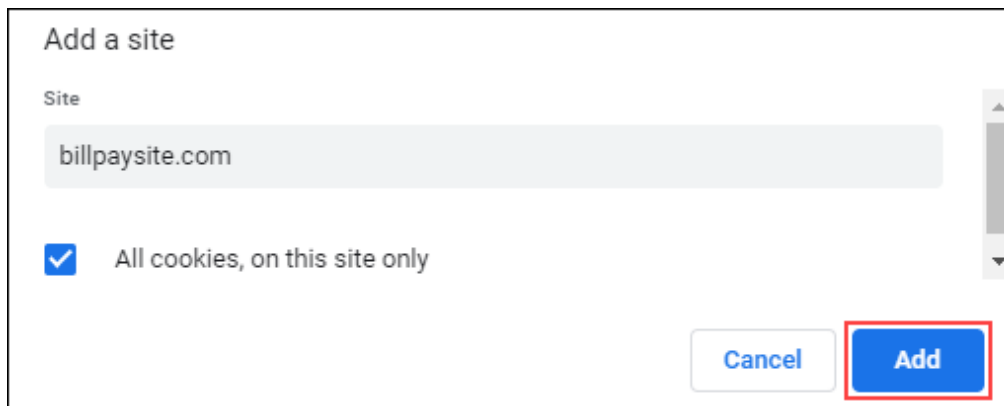 Add a site
Site
billpaysite.com
All cookies, on this site only
Cancel
Add